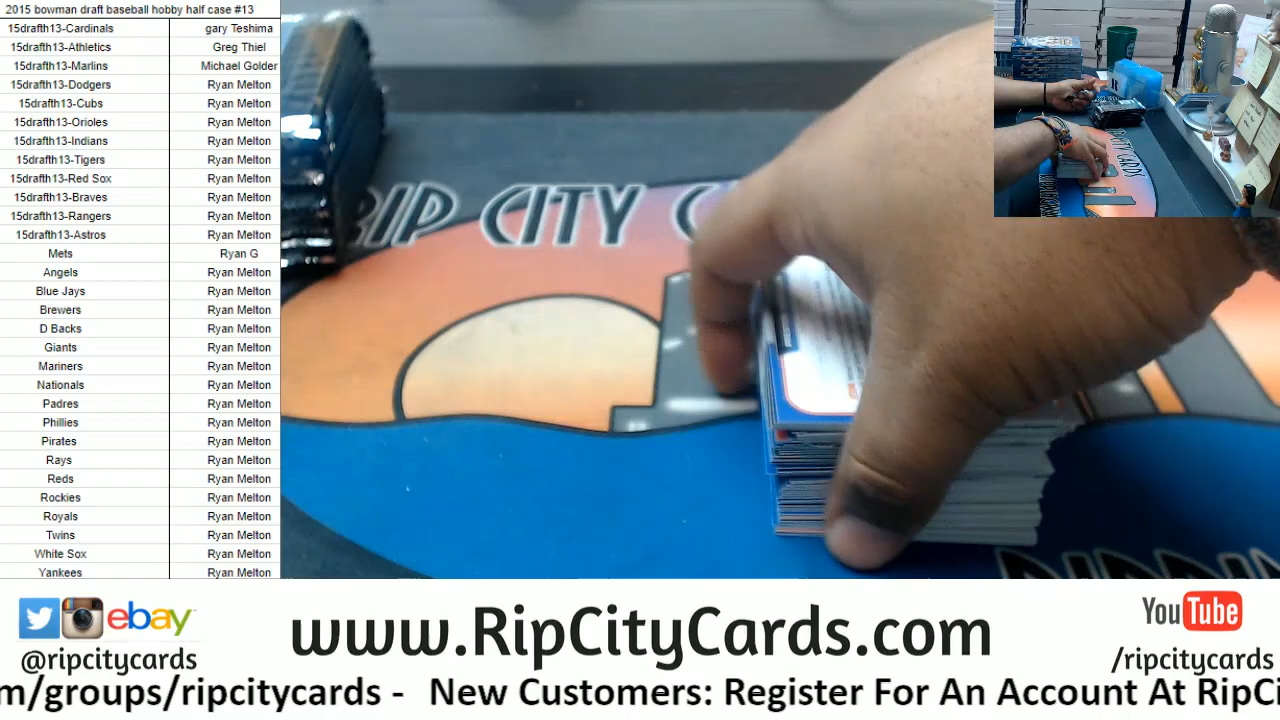 2015 bowman draft baseball hobby half case #13
15drafth13-Cardinals gary Teshima
15drafth13-Athletics Greg Thiel
15drafth13-Marlins Michael Golder
15drafth13-Dodgers Ryan Melton
15drafth13-Cubs Ryan Melton
15drafth13-Orioles Ryan Melton
15drafth13-Indians Ryan Melton
15drafth13-Tigers Ryan Melton
15drafth13-Red Sox Ryan Melton
15drafth13-Braves Ryan Melton
15drafth13-Rangers Ryan Melton
15drafth13-Astros Ryan Melton
Mets Ryan G
Angels Ryan Melton
Blue Jays Ryan Melton
Brewers Ryan Melton
D Backs Ryan Melton
Giants Ryan Melton
Mariners Ryan Melton
Nationals Ryan Melton
Padres Ryan Melton
Phillies Ryan Melton
Pirates Ryan Melton
Rays Ryan Melton
Reds Ryan Melton
Rockies Ryan Melton
Royals Ryan Melton
Twins Ryan Melton
White Sox Ryan Melton
Yankees Ryan Melton
RIP CITY C
CITY CARDS
ebay
@ripcitycards
www.RipCityCards.com
YouTube
/ripcitycards
m/groups/ripcitycards - New Customers: Register For An Account At RipCi